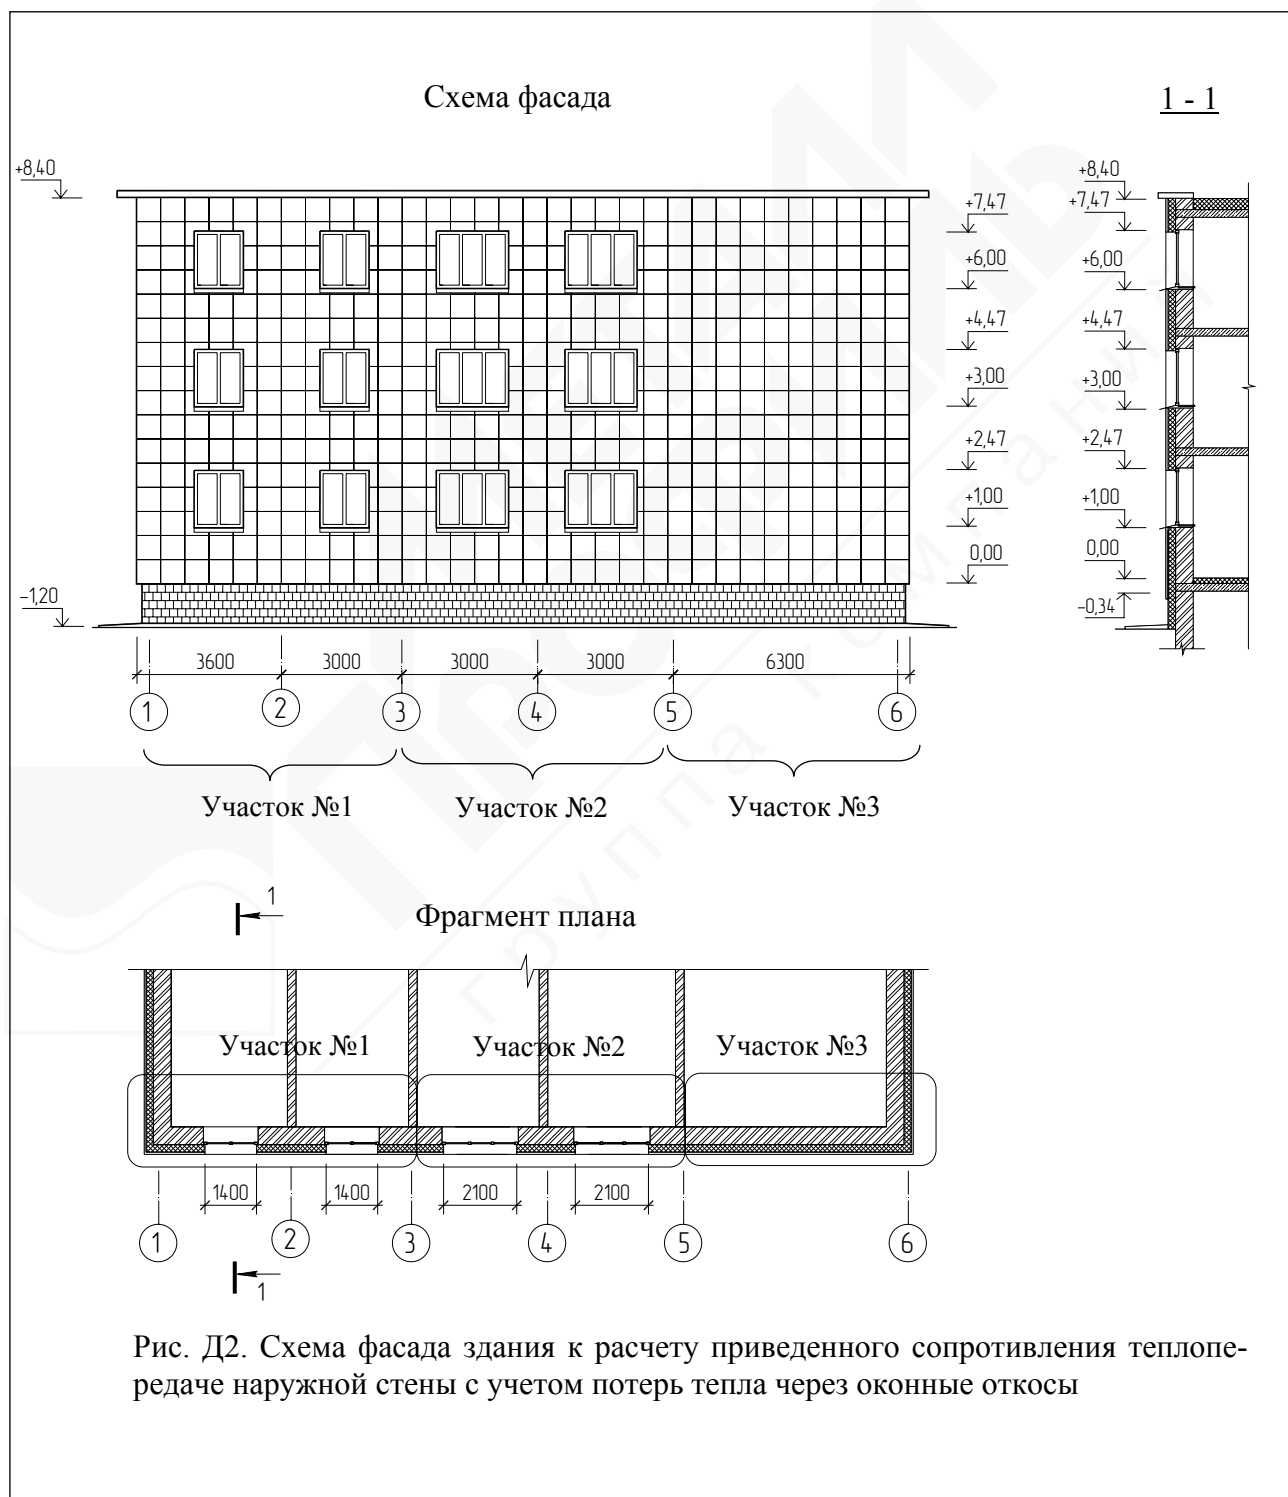 Схема фасада
1 - 1
+8,40
+7,47
+6,00
+4,47
+3,00
+2,47
+1,00
0,00
−1,20
+8,40
+7,47
+6,00
+4,47
+3,00
+2,47
+1,00
0,00
−0,34
3600 3000 3000 3000 6300
1 2 3 4 5 6
Участок №1 Участок №2 Участок №3
1
Фрагмент плана
Участок №1 Участок №2 Участок №3
1400 1400 2100 2100
1 2 3 4 5 6
1
Рис. Д2. Схема фасада здания к расчету приведенного сопротивления теплопе-
редаче наружной стены с учетом потерь тепла через оконные откосы
группа компаний